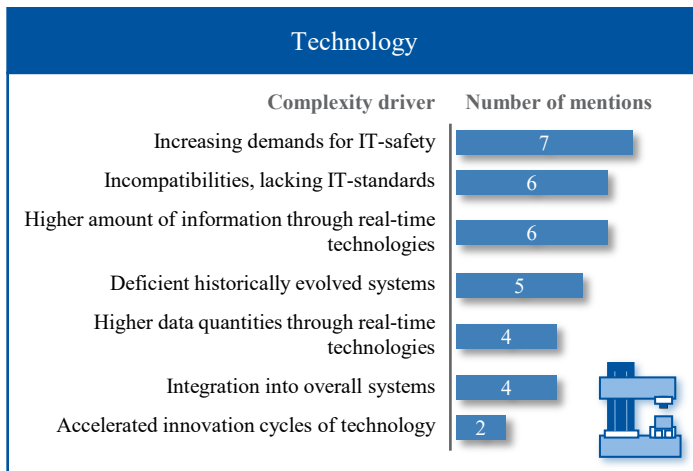 Technology
Complexity driver Number of mentions
Increasing demands for IT-safety 7
Incompatibilities, lacking IT-standards 6
Higher amount of information through real-time
technologies 6
Deficient historically evolved systems 5
Higher data quantities through real-time
technologies 4
Integration into overall systems 4
Accelerated innovation cycles of technology 2